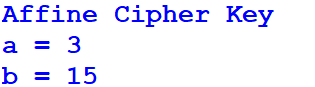 Affine Cipher Key
a = 3
b = 15